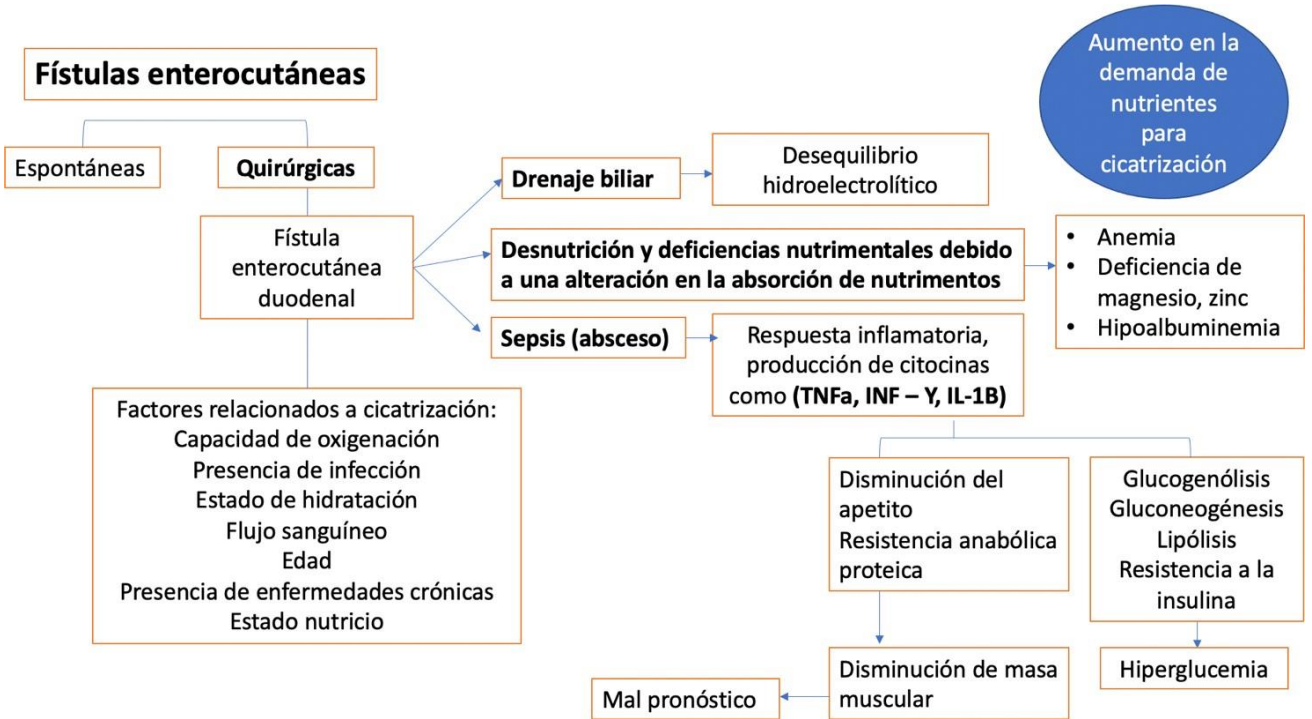 Fístulas enterocutáneas
Aumento en la
demanda de
nutrientes
para
cicatrización
Espontáneas
Quirúrgicas
Drenaje biliar
Desequilibrio
hidroelectrolítico
Fístula
enterocutánea
duodenal
Desnutrición y deficiencias nutrimentales debido
a una alteración en la absorción de nutrimentos
• Anemia
• Deficiencia de
magnesio, zinc
• Hipoalbuminemia
Sepsis (absceso)
Respuesta inflamatoria,
producción de citocinas
como (TNFa, INF – Y, IL-1B)
Factores relacionados a cicatrización:
Capacidad de oxigenación
Presencia de infección
Estado de hidratación
Flujo sanguíneo
Edad
Presencia de enfermedades crónicas
Estado nutricio
Disminución del
apetito
Resistencia anabólica
proteica
Glucogenólisis
Gluconeogénesis
Lipólisis
Resistencia a la
insulina
Disminución de masa
muscular
Hiperglucemia
Mal pronóstico